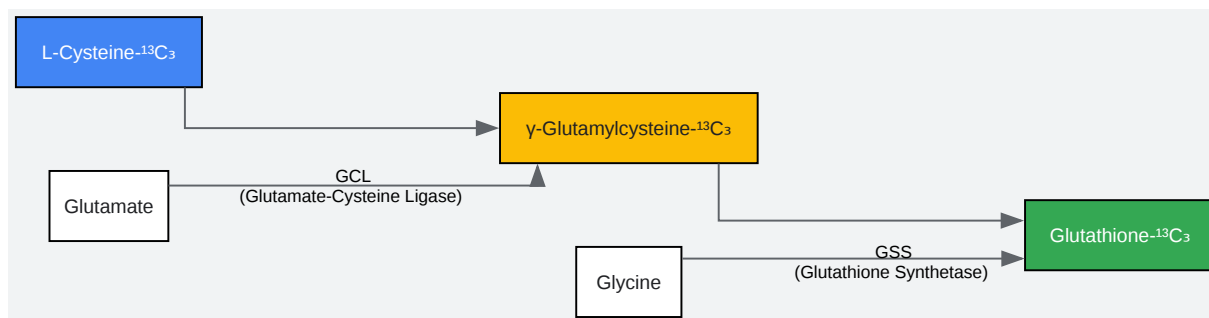 L-Cysteine-¹³C₃
γ-Glutamylcysteine-¹³C₃
GCL
(Glutamate-Cysteine Ligase)
Glutamate
Glutathione-¹³C₃
GSS
(Glutathione Synthetase)
Glycine